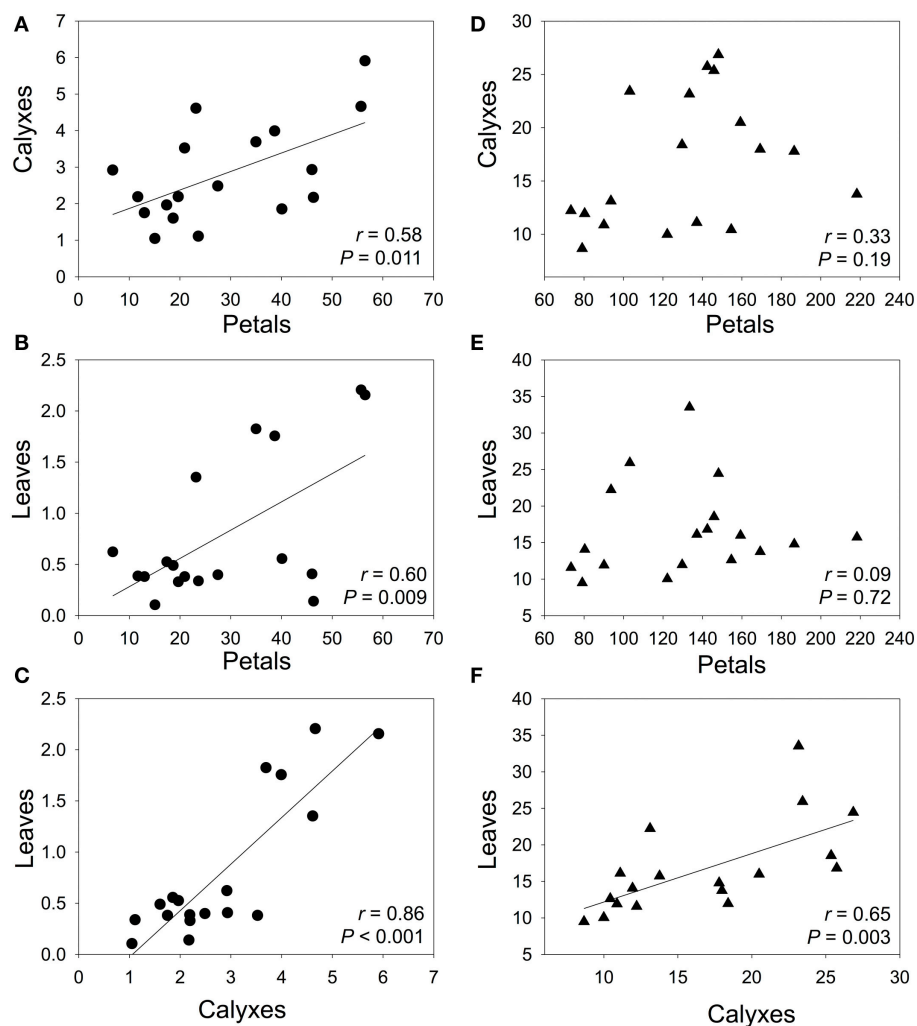 A
Calyxes
7
6
5
4
3
2
1
0
0 10 20 30 40 50 60 70
Petals
r = 0.58
P = 0.011
D
Calyxes
30
25
20
15
10
60 80 100 120 140 160 180 200 220 240
Petals
r = 0.33
P = 0.19
B
Leaves
2.5
2.0
1.5
1.0
0.5
0.0
0 10 20 30 40 50 60 70
Petals
r = 0.60
P = 0.009
E
Leaves
40
35
30
25
20
15
10
5
60 80 100 120 140 160 180 200 220 240
Petals
r = 0.09
P = 0.72
C
Leaves
2.5
2.0
1.5
1.0
0.5
0.0
0 1 2 3 4 5 6 7
Calyxes
r = 0.86
P < 0.001
F
Leaves
40
35
30
25
20
15
10
5
10 15 20 25 30
Calyxes
r = 0.65
P = 0.003